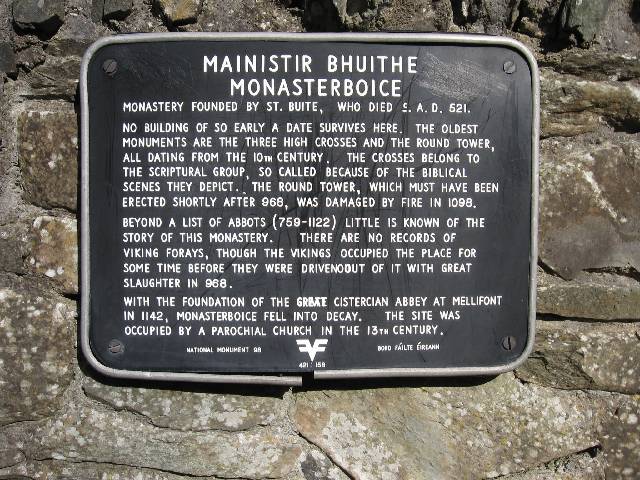 MAINISTIR BHUITHE
MONASTERBOICE
MONASTERY FOUNDED BY ST. BUITE, WHO DIED S. A. D. 521.
NO BUILDING OF SO EARLY A DATE SURVIVES HERE. THE OLDEST
MONUMENTS ARE THE THREE HIGH CROSSES AND THE ROUND TOWER,
ALL DATING FROM THE 10TH CENTURY. THE CROSSES BELONG TO
THE SCRIPTURAL GROUP, SO CALLED BECAUSE OF THE BIBLICAL
SCENES THEY DEPICT. THE ROUND TOWER, WHICH MUST HAVE BEEN
ERECTED SHORTLY AFTER 968, WAS DAMAGED BY FIRE IN 1098.
BEYOND A LIST OF ABBOTS (759-1122) LITTLE IS KNOWN OF THE
STORY OF THIS MONASTERY. THERE ARE NO RECORDS OF
VIKING FORAYS, THOUGH THE VIKINGS OCCUPIED THE PLACE FOR
SOME TIME BEFORE THEY WERE DRIVENOUT OF IT WITH GREAT
SLAUGHTER IN 968.
WITH THE FOUNDATION OF THE GREAT CISTERCIAN ABBEY AT MELLIFONT
IN 1142, MONASTERBOICE FELL INTO DECAY. THE SITE WAS
OCCUPIED BY A PAROCHIAL CHURCH IN THE 13TH CENTURY.
NATIONAL MONUMENT 98 BORD FÁILTE ÉIREANN
421 : 158